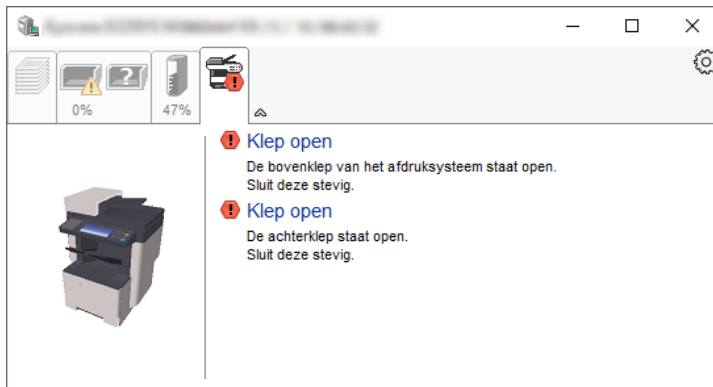 0%
47%
Klep open
De bovenklep van het afdruksysteem staat open.
Sluit deze stevig.
Klep open
De achterklep staat open.
Sluit deze stevig.